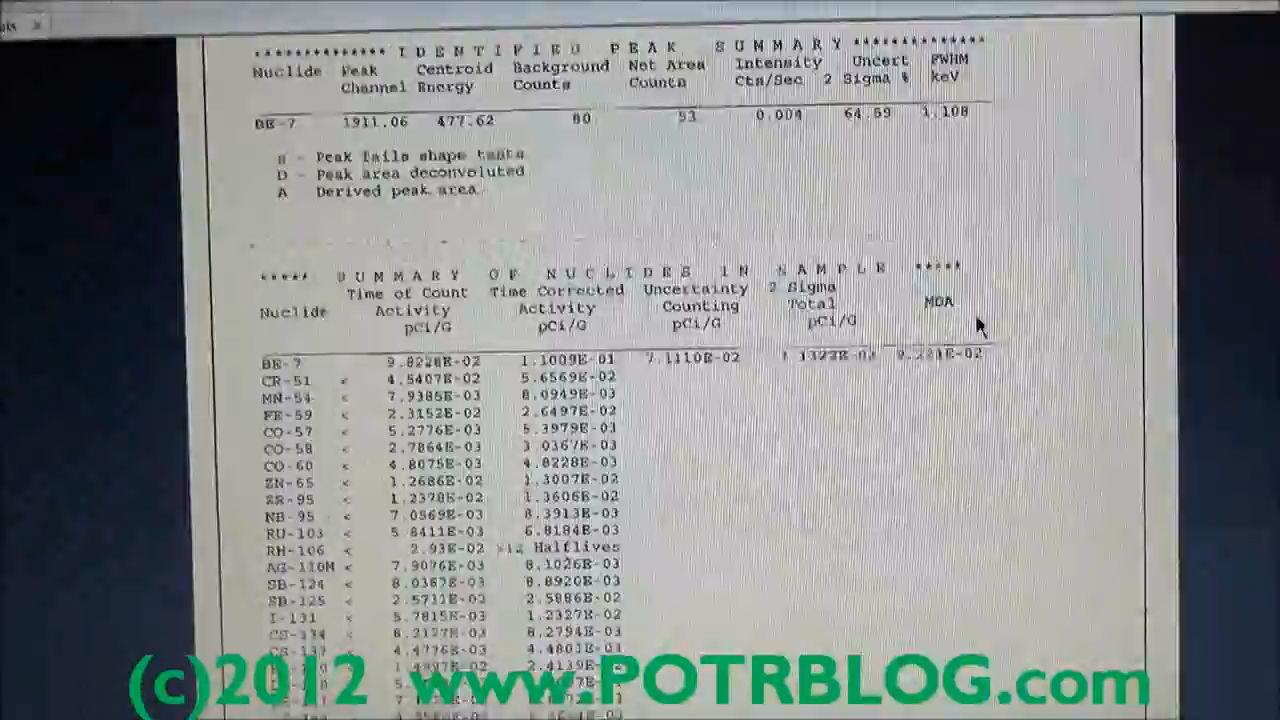 ************* I D E N T I F I E D  P E A K  S U M M A R Y *************
Nuclide Peak Centroid Background Net Area Intensity Uncert FWHM
Channel Energy Counts Counts Cts/Sec 2 Sigma % keV
BE-7 1911.06 477.62 80 53 0.004 64.59 1.108
- Peak fails shape tests
D - Peak area deconvoluted
A Derived peak area
***** S U M M A R Y  O F  N U C L I D E S  I N  S A M P L E *****
Time of Count Time Corrected Uncertainty 2 Sigma
Nuclide Activity Activity Counting Total MDA
pCi/G pCi/G pCi/G pCi/G
BE-7 9.8228E-02 1.1009E-01 7.1110E-02
CR-51 < 4.5407E-02 5.6569E-02
MN-54 < 7.9385E-03 8.0949E-03
FE-59 < 2.3152E-02 2.6497E-02
CO-57 < 5.2776E-03 5.3979E-03
CO-58 < 2.7864E-03 3.0367E-03
CO-60 < 4.8075E-03 4.8228E-03
ZN-65 < 1.2686E-02 1.3007E-02
ZR-95 < 1.2378E-02 1.3606E-02
NB-95 < 7.0569E-03 8.3913E-03
RU-103 < 5.8411E-03 6.8184E-03
RH-106 < 2.93E-02 Halflives
AG-110M < 7.9076E-03 8.1026E-03
SB-124 < 8.0387E-03 8.8920E-03
SB-125 < 2.5711E-02 2.5886E-02
I-131 < 5.7815E-03 1.2327E-02
CS-134 < 8.2127E-03 8.2794E-03
CS-137 < 4.4776E-03 4.4803E-03
(c)2012 www.POTRBLOG.com